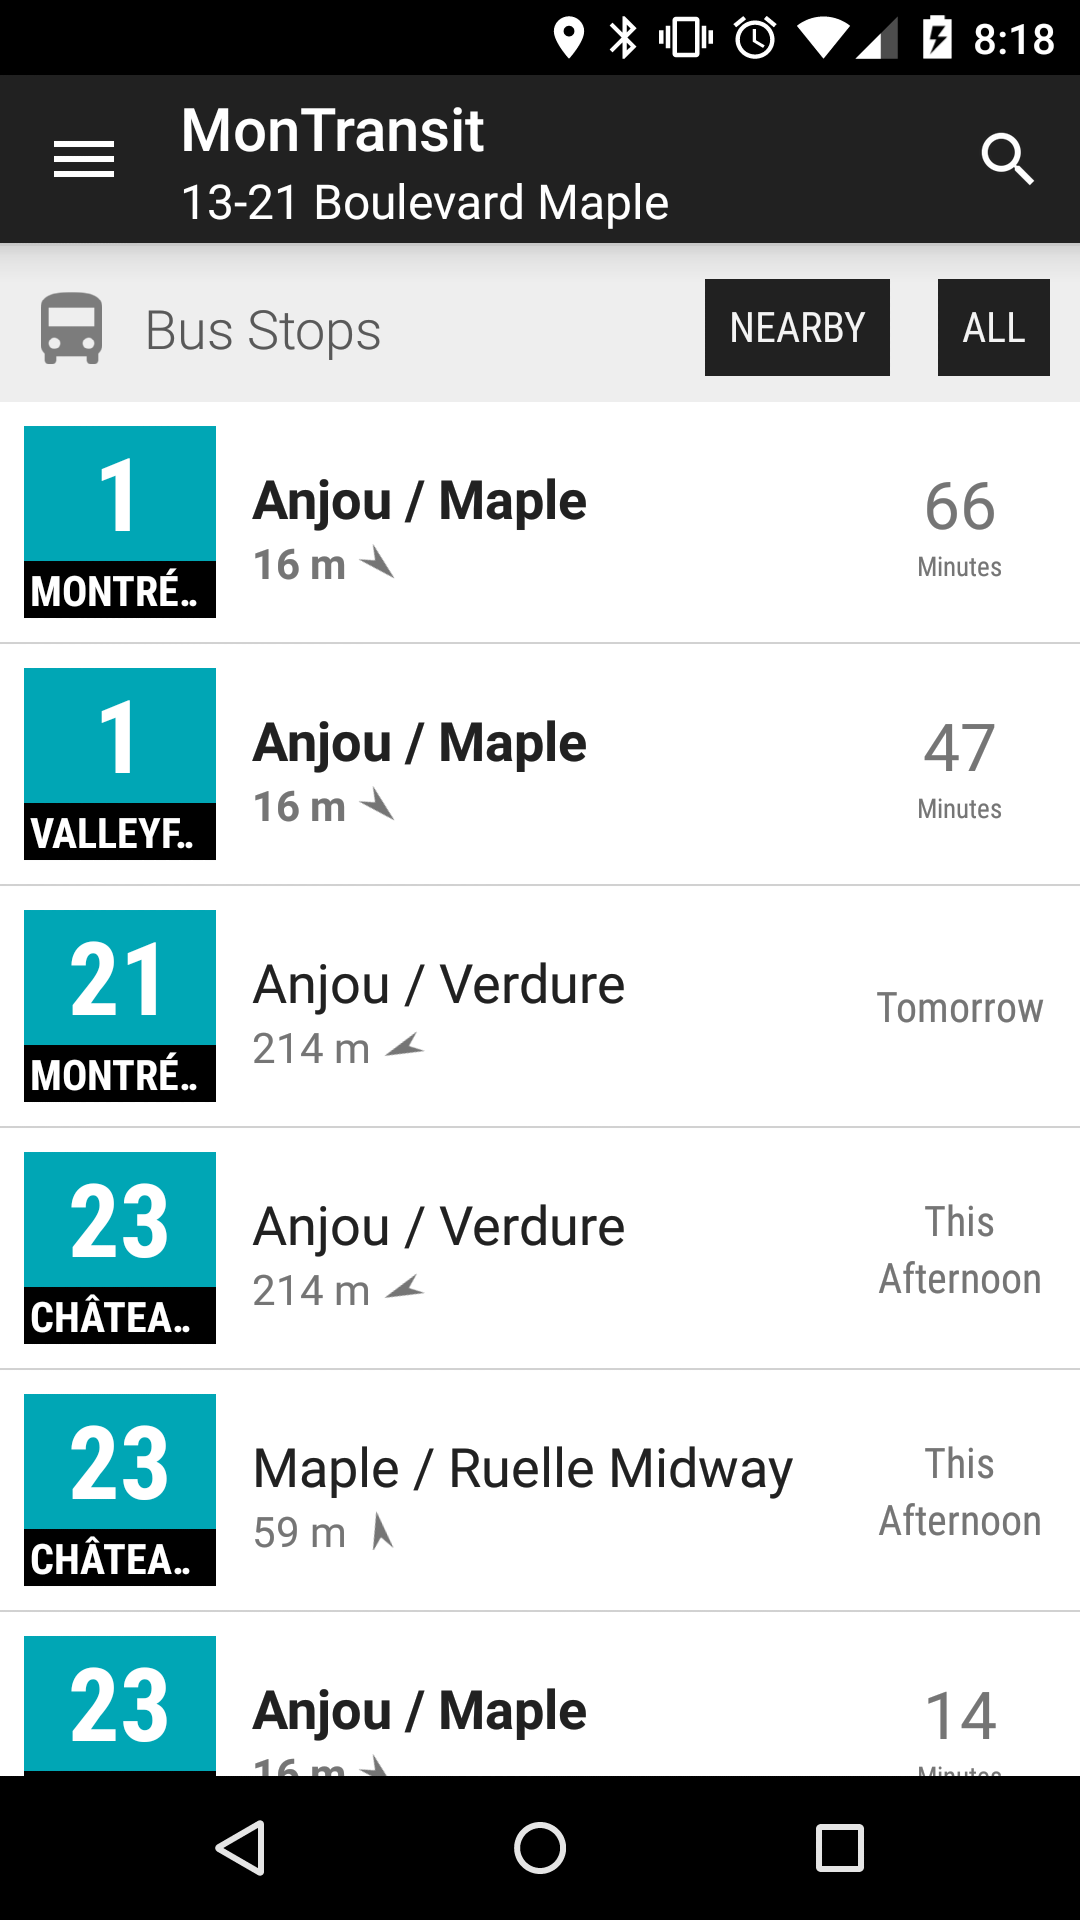 8:18
MonTransit
13-21 Boulevard Maple
Bus Stops
NEARBY
ALL
1
MONTRÉ..
Anjou / Maple
16 m
66
Minutes
1
VALLEYF..
Anjou / Maple
16 m
47
Minutes
21
MONTRÉ..
Anjou / Verdure
214 m
Tomorrow
23
CHÂTEA..
Anjou / Verdure
214 m
This
Afternoon
23
CHÂTEA..
Maple / Ruelle Midway
59 m
This
Afternoon
23
Anjou / Maple
16 m
14
Minutes